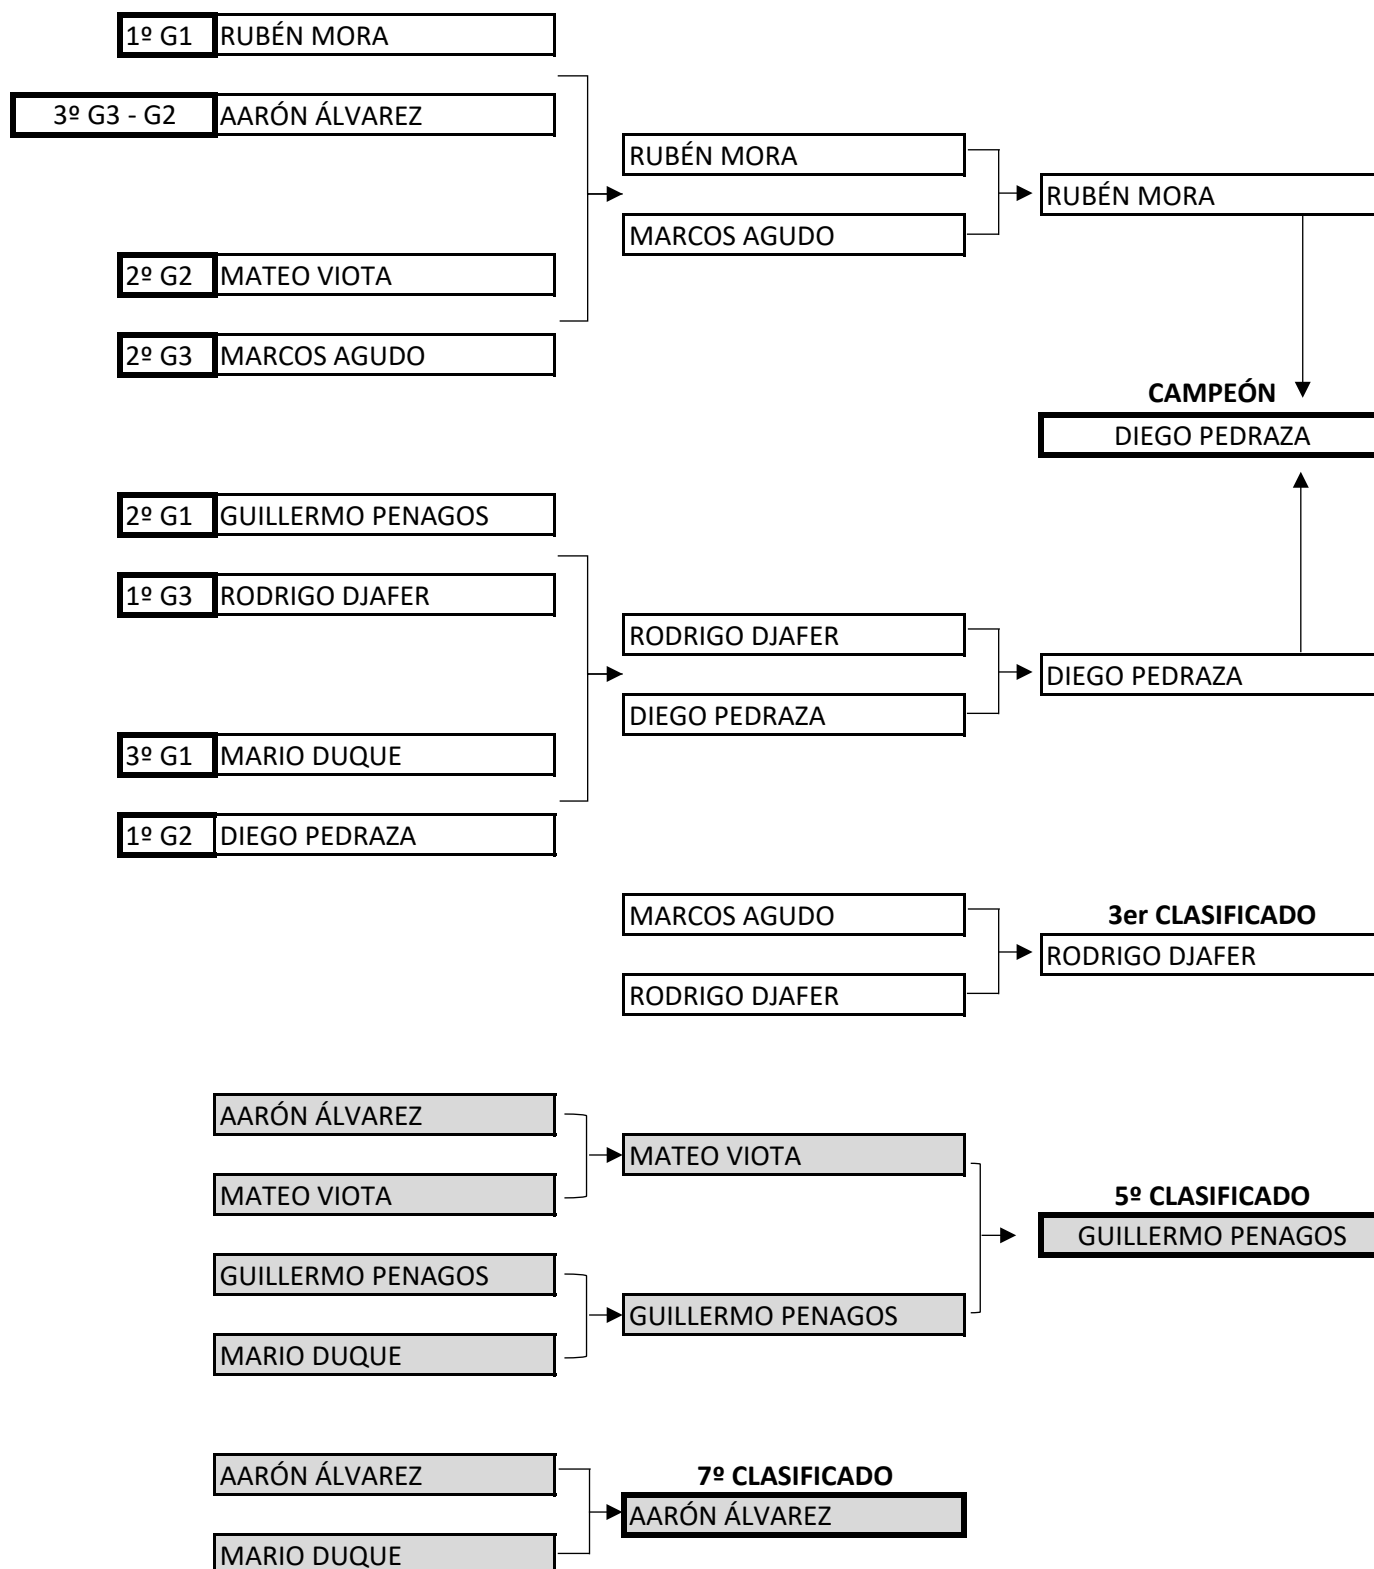 1º G1 RUBÉN MORA
3º G3 - G2 AARÓN ÁLVAREZ
RUBÉN MORA
RUBÉN MORA
MARCOS AGUDO
2º G2 MATEO VIOTA
2º G3 MARCOS AGUDO
CAMPEÓN
DIEGO PEDRAZA
2º G1 GUILLERMO PENAGOS
1º G3 RODRIGO DJAFER
RODRIGO DJAFER
DIEGO PEDRAZA
DIEGO PEDRAZA
3º G1 MARIO DUQUE
1º G2 DIEGO PEDRAZA
MARCOS AGUDO
3er CLASIFICADO
RODRIGO DJAFER
RODRIGO DJAFER
AARÓN ÁLVAREZ
MATEO VIOTA
MATEO VIOTA
5º CLASIFICADO
GUILLERMO PENAGOS
GUILLERMO PENAGOS
GUILLERMO PENAGOS
MARIO DUQUE
AARÓN ÁLVAREZ
7º CLASIFICADO
AARÓN ÁLVAREZ
MARIO DUQUE